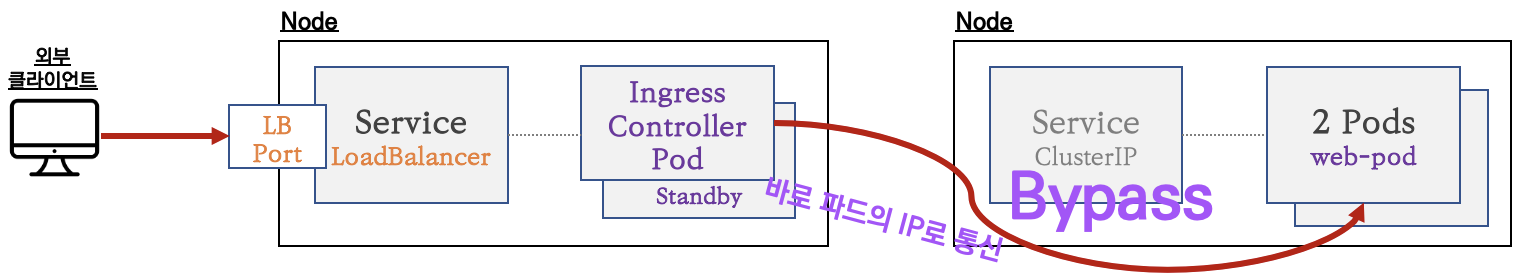 외부
클라이언트
Node
LB
Port
Service
LoadBalancer
Ingress
Controller
Pod
Standby
바로 파드의 IP로 통신
Node
Service
ClusterIP
Bypass
2 Pods
web-pod